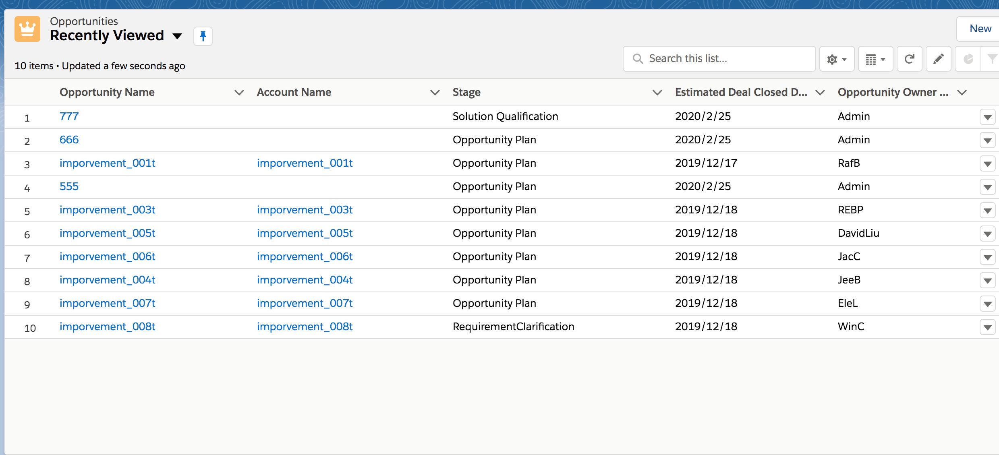 Opportunities
Recently Viewed
New
10 items • Updated a few seconds ago
Search this list...
Opportunity Name Account Name Stage Estimated Deal Closed D... Opportunity Owner ...
1 777 Solution Qualification 2020/2/25 Admin
2 666 Opportunity Plan 2020/2/25 Admin
3 imporvement_001t imporvement_001t Opportunity Plan 2019/12/17 RafB
4 555 Opportunity Plan 2020/2/25 Admin
5 imporvement_003t imporvement_003t Opportunity Plan 2019/12/18 REBP
6 imporvement_005t imporvement_005t Opportunity Plan 2019/12/18 DavidLiu
7 imporvement_006t imporvement_006t Opportunity Plan 2019/12/18 JacC
8 imporvement_004t imporvement_004t Opportunity Plan 2019/12/18 JeeB
9 imporvement_007t imporvement_007t Opportunity Plan 2019/12/18 EleL
10 imporvement_008t imporvement_008t RequirementClarification 2019/12/18 WinC